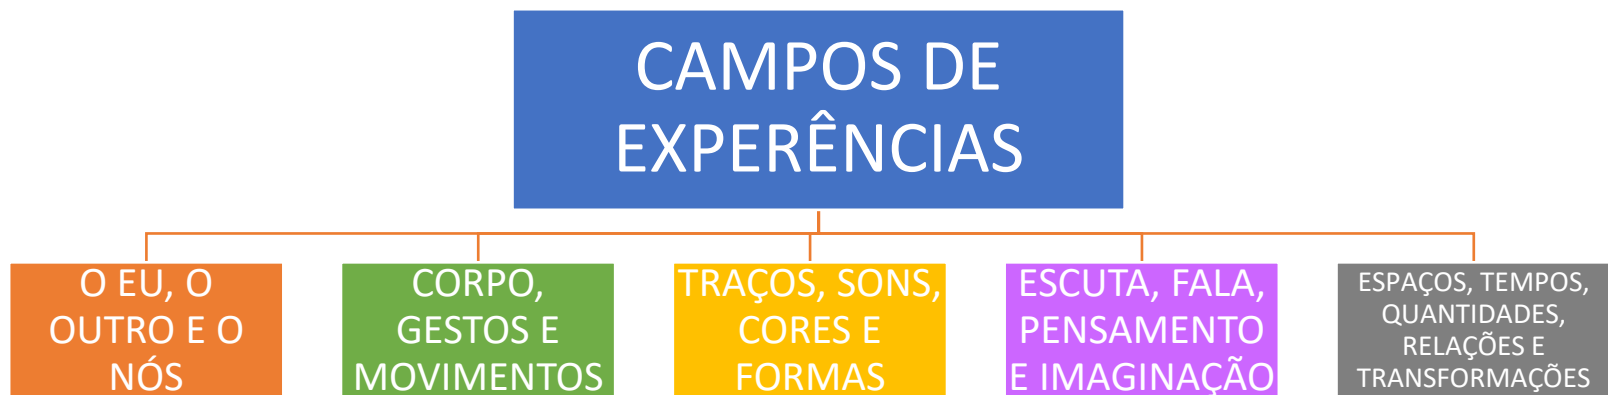 CAMPOS DE
EXPERÊNCIAS
O EU, O
OUTRO E O
NÓS
CORPO,
GESTOS E
MOVIMENTOS
TRAÇOS, SONS,
CORES E
FORMAS
ESCUTA, FALA,
PENSAMENTO
E IMAGINAÇÃO
ESPAÇOS, TEMPOS,
QUANTIDADES,
RELAÇÕES E
TRANSFORMAÇÕES